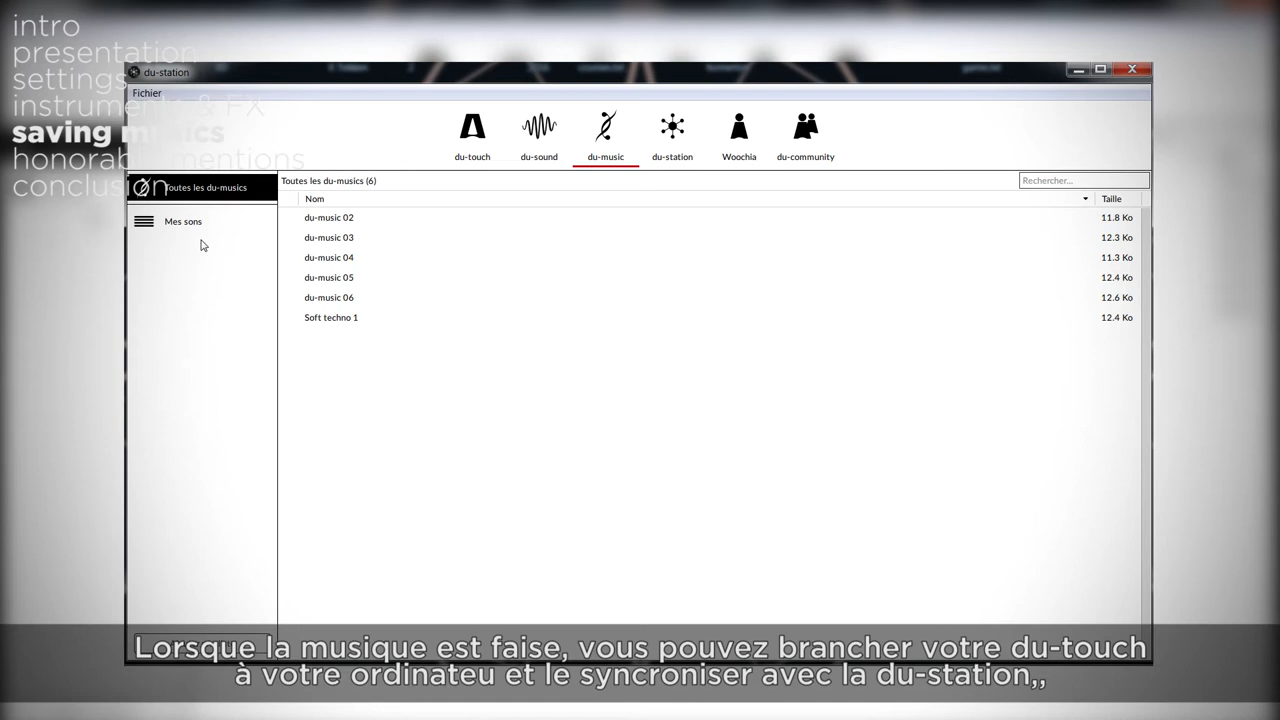 intro
presentation
settings
instruments & FX
saving musics
honorable mentions
conclusion
du-station
Fichier
du-touch
du-sound
du-music
du-station
Woochia
du-community
Toutes les du-musics
Mes sons
Toutes les du-musics (6)
Rechercher...
Nom Taille
du-music 02 11.8 Ko
du-music 03 12.3 Ko
du-music 04 11.3 Ko
du-music 05 12.4 Ko
du-music 06 12.6 Ko
Soft techno 1 12.4 Ko
Lorsque la musique est faise, vous pouvez brancher votre du-touch
à votre ordinateu et le syncroniser avec la du-station,,